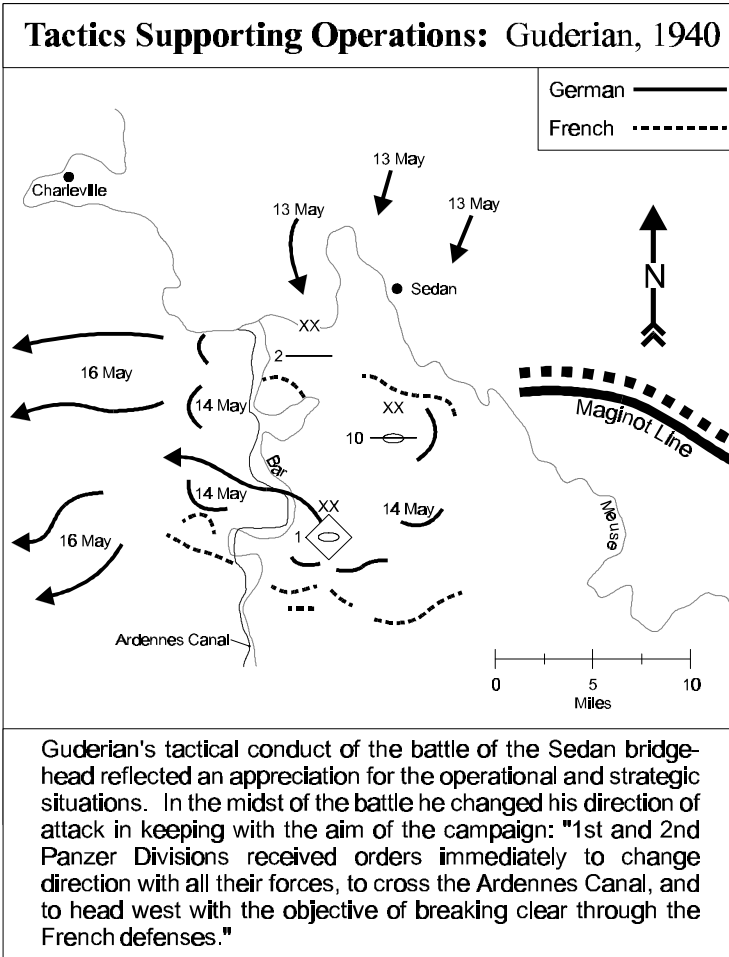 Tactics Supporting Operations: Guderian, 1940
German
French
13 May
Charleville
13 May
13 May
Sedan
N
XX
2
16 May
14 May
XX
10
Maginot Line
Bar
14 May
XX
14 May
1
16 May
Meuse
Ardennes Canal
0 5 10
Miles
Guderian's tactical conduct of the battle of the Sedan bridge-
head reflected an appreciation for the operational and strategic
situations. In the midst of the battle he changed his direction of
attack in keeping with the aim of the campaign: "1st and 2nd
Panzer Divisions received orders immediately to change
direction with all their forces, to cross the Ardennes Canal, and
to head west with the objective of breaking clear through the
French defenses."